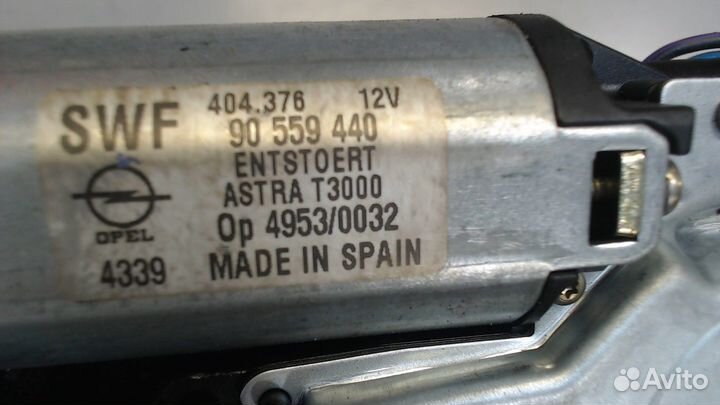 SWF 404.376 12V
90 559 440
ENTSTOERT
ASTRA T3000
OPEL Op 4953/0032
4339 MADE IN SPAIN
Avito